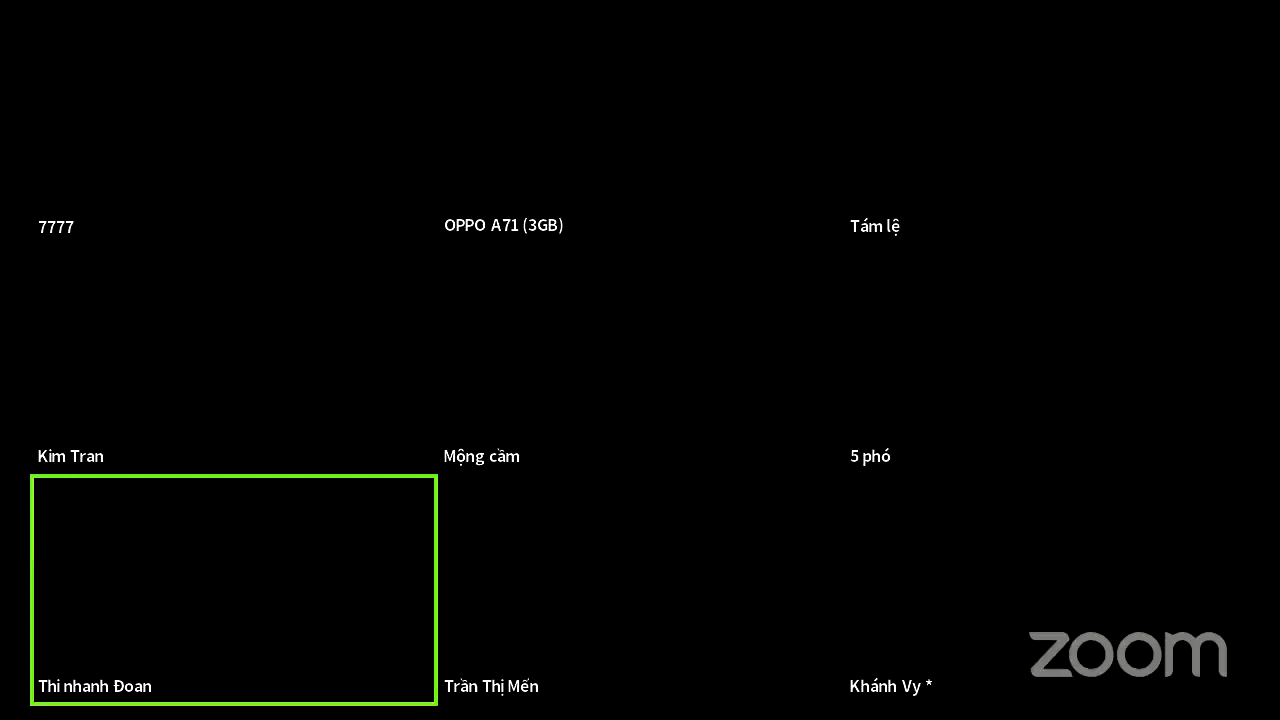 7777
OPPO A71 (3GB)
Tám lệ
Kim Tran
Mộng cầm
5 phó
Thi nhanh Đoan
Trần Thị Mến
Khánh Vy *
zoom